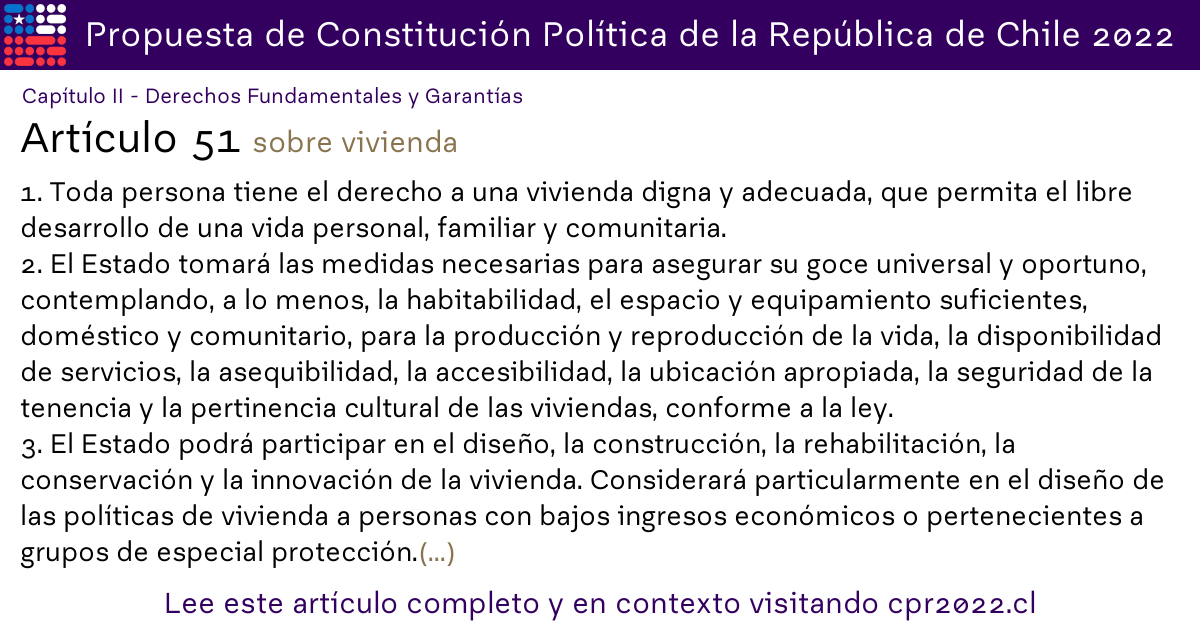 Propuesta de Constitución Política de la República de Chile 2022
Capítulo II - Derechos Fundamentales y Garantías
Artículo 51 sobre vivienda
1. Toda persona tiene el derecho a una vivienda digna y adecuada, que permita el libre
desarrollo de una vida personal, familiar y comunitaria.
2. El Estado tomará las medidas necesarias para asegurar su goce universal y oportuno,
contemplando, a lo menos, la habitabilidad, el espacio y equipamiento suficientes,
doméstico y comunitario, para la producción y reproducción de la vida, la disponibilidad
de servicios, la asequibilidad, la accesibilidad, la ubicación apropiada, la seguridad de la
tenencia y la pertinencia cultural de las viviendas, conforme a la ley.
3. El Estado podrá participar en el diseño, la construcción, la rehabilitación, la
conservación y la innovación de la vivienda. Considerará particularmente en el diseño de
las políticas de vivienda a personas con bajos ingresos económicos o pertenecientes a
grupos de especial protección.(...)
Lee este artículo completo y en contexto visitando cpr2022.cl